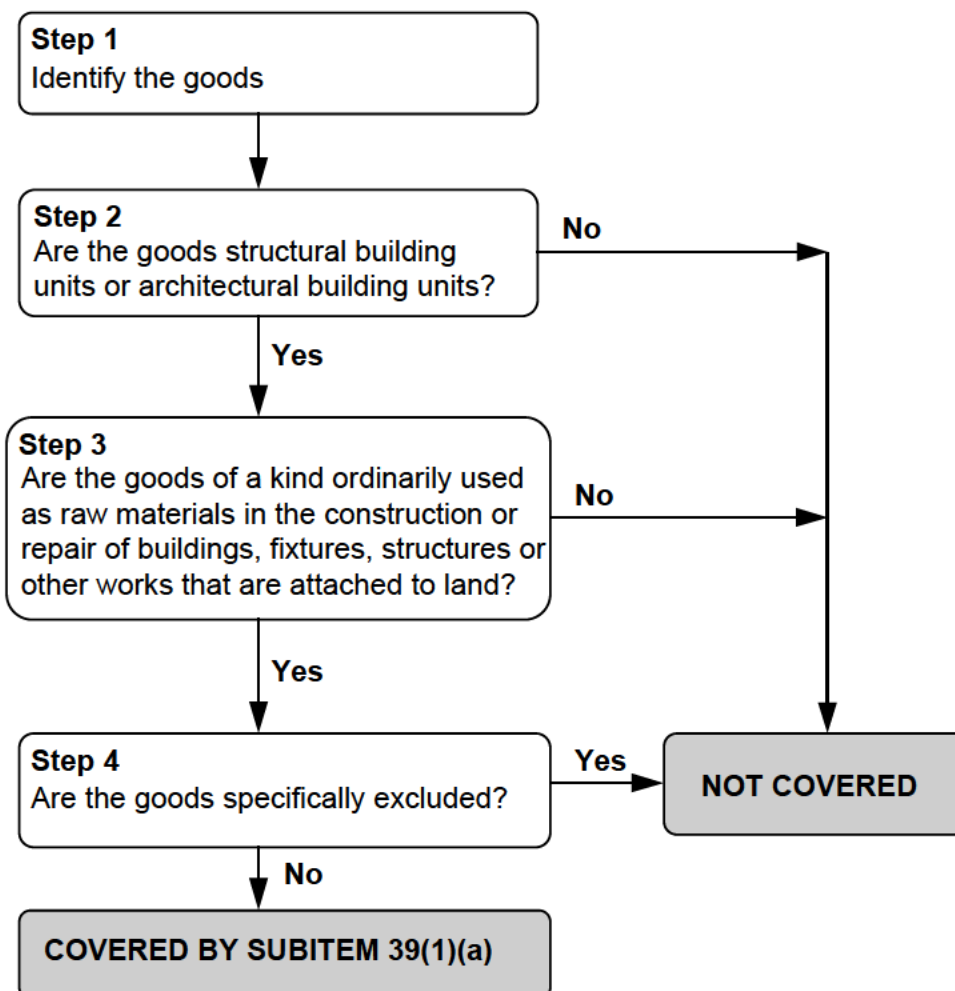 Step 1
Identify the goods
Step 2
Are the goods structural building
units or architectural building units?
No
Yes
Step 3
Are the goods of a kind ordinarily used
as raw materials in the construction or
repair of buildings, fixtures, structures or
other works that are attached to land?
No
Yes
Step 4
Are the goods specifically excluded?
Yes
NOT COVERED
No
COVERED BY SUBITEM 39(1)(a)